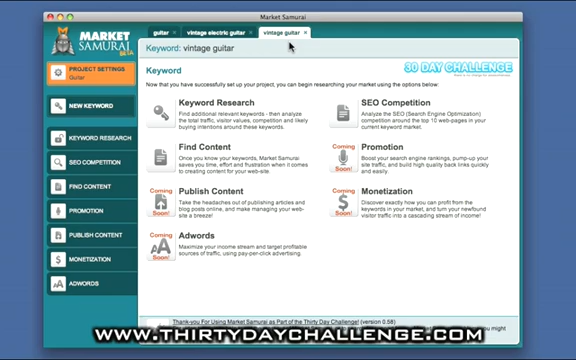 Market Samurai
MARKET
SAMURAI
BETA
guitar
vintage electric guitar
vintage guitar
Keyword: vintage guitar
PROJECT SETTINGS
Guitar
NEW KEYWORD
KEYWORD RESEARCH
SEO COMPETITION
FIND CONTENT
PROMOTION
PUBLISH CONTENT
MONETIZATION
ADWORDS
Keyword
30 DAY CHALLENGE
Now that you have successfully set up your project, you can begin researching your market using the options below:
Keyword Research
Find additional relevant keywords - then analyze
the total traffic, visitor values, competition and likely
buying intentions around these keywords.
SEO Competition
Analyze the SEO (Search Engine Optimization)
competition around the top 10 web-pages in your
current keyword market.
Find Content
Once you know your keywords, Market Samurai
saves you time, effort and frustration when it comes
to creating content for your web-site.
Coming
Soon!
Promotion
Boost your search engine rankings, pump-up your
site traffic, and build high quality back links quickly
and easily.
Coming
Soon!
Publish Content
Take the headaches out of publishing articles and
blog posts online, and make managing your web-
site a breeze!
Coming
Soon!
Monetization
Discover exactly how you can profit from the
keywords in your market, and turn your newfound
visitor traffic into a cascading stream of income!
Coming
Soon!
Adwords
Maximize your income stream and target profitable
sources of traffic, using pay-per-click advertising.
Thank-you For Using Market Samurai as Part of the Thirty Day Challenge! (version 0.58)
you might
WWW.THIRTYDAYCHALLENGE.COM